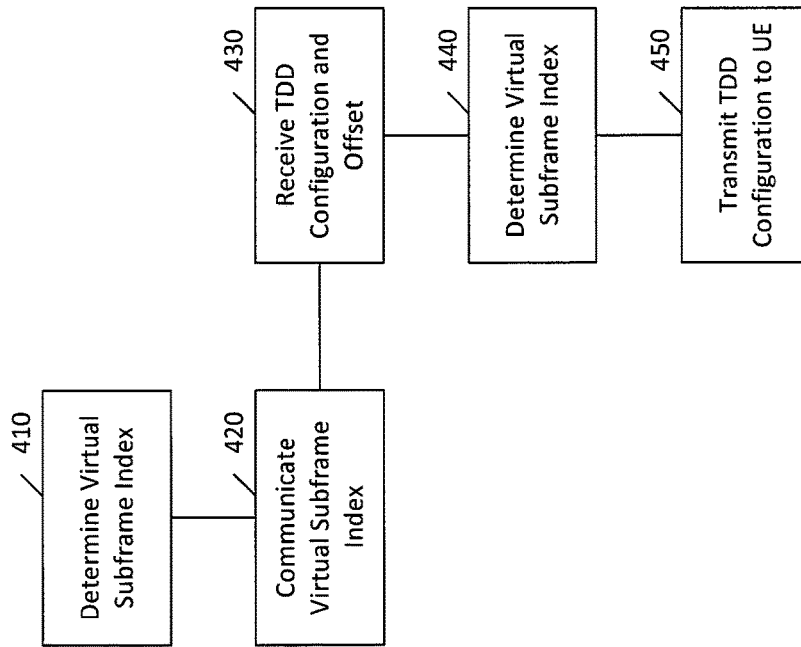 410
Determine Virtual
Subframe Index
420
Communicate
Virtual Subframe
Index
430
Receive TDD
Configuration and
Offset
440
Determine Virtual
Subframe Index
450
Transmit TDD
Configuration to UE